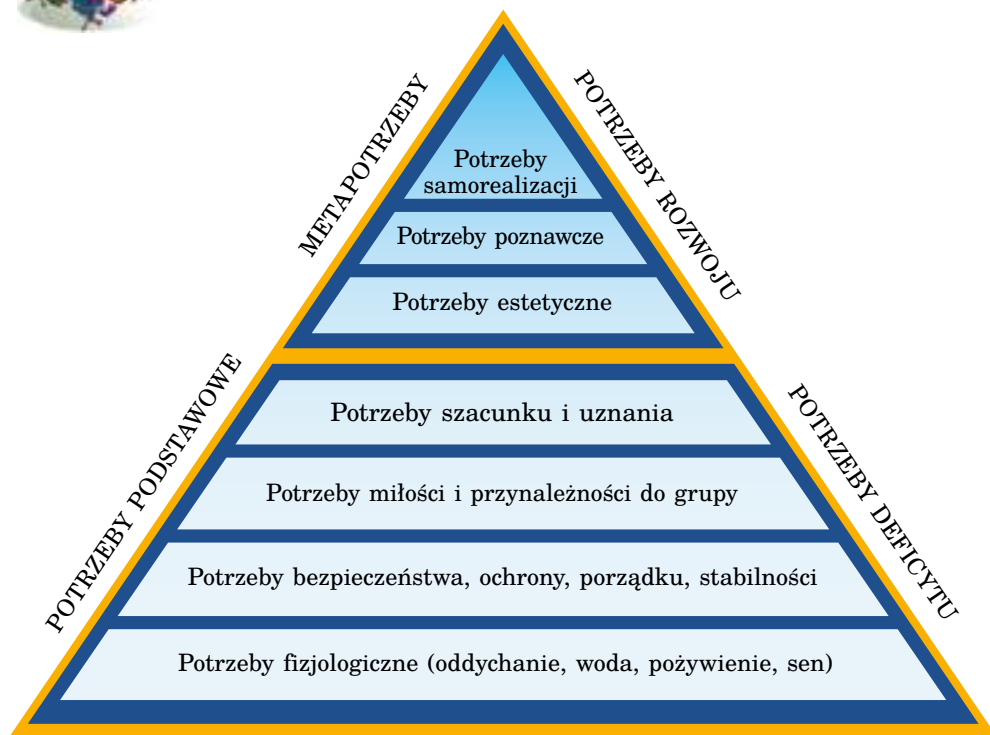 METAPOTRZEBY
POTRZEBY ROZWOJU
Potrzeby
samorealizacji
Potrzeby poznawcze
Potrzeby estetyczne
POTRZEBY PODSTAWOWE
POTRZEBY DEFICYTU
Potrzeby szacunku i uznania
Potrzeby miłości i przynależności do grupy
Potrzeby bezpieczeństwa, ochrony, porządku, stabilności
Potrzeby fizjologiczne (oddychanie, woda, pożywienie, sen)